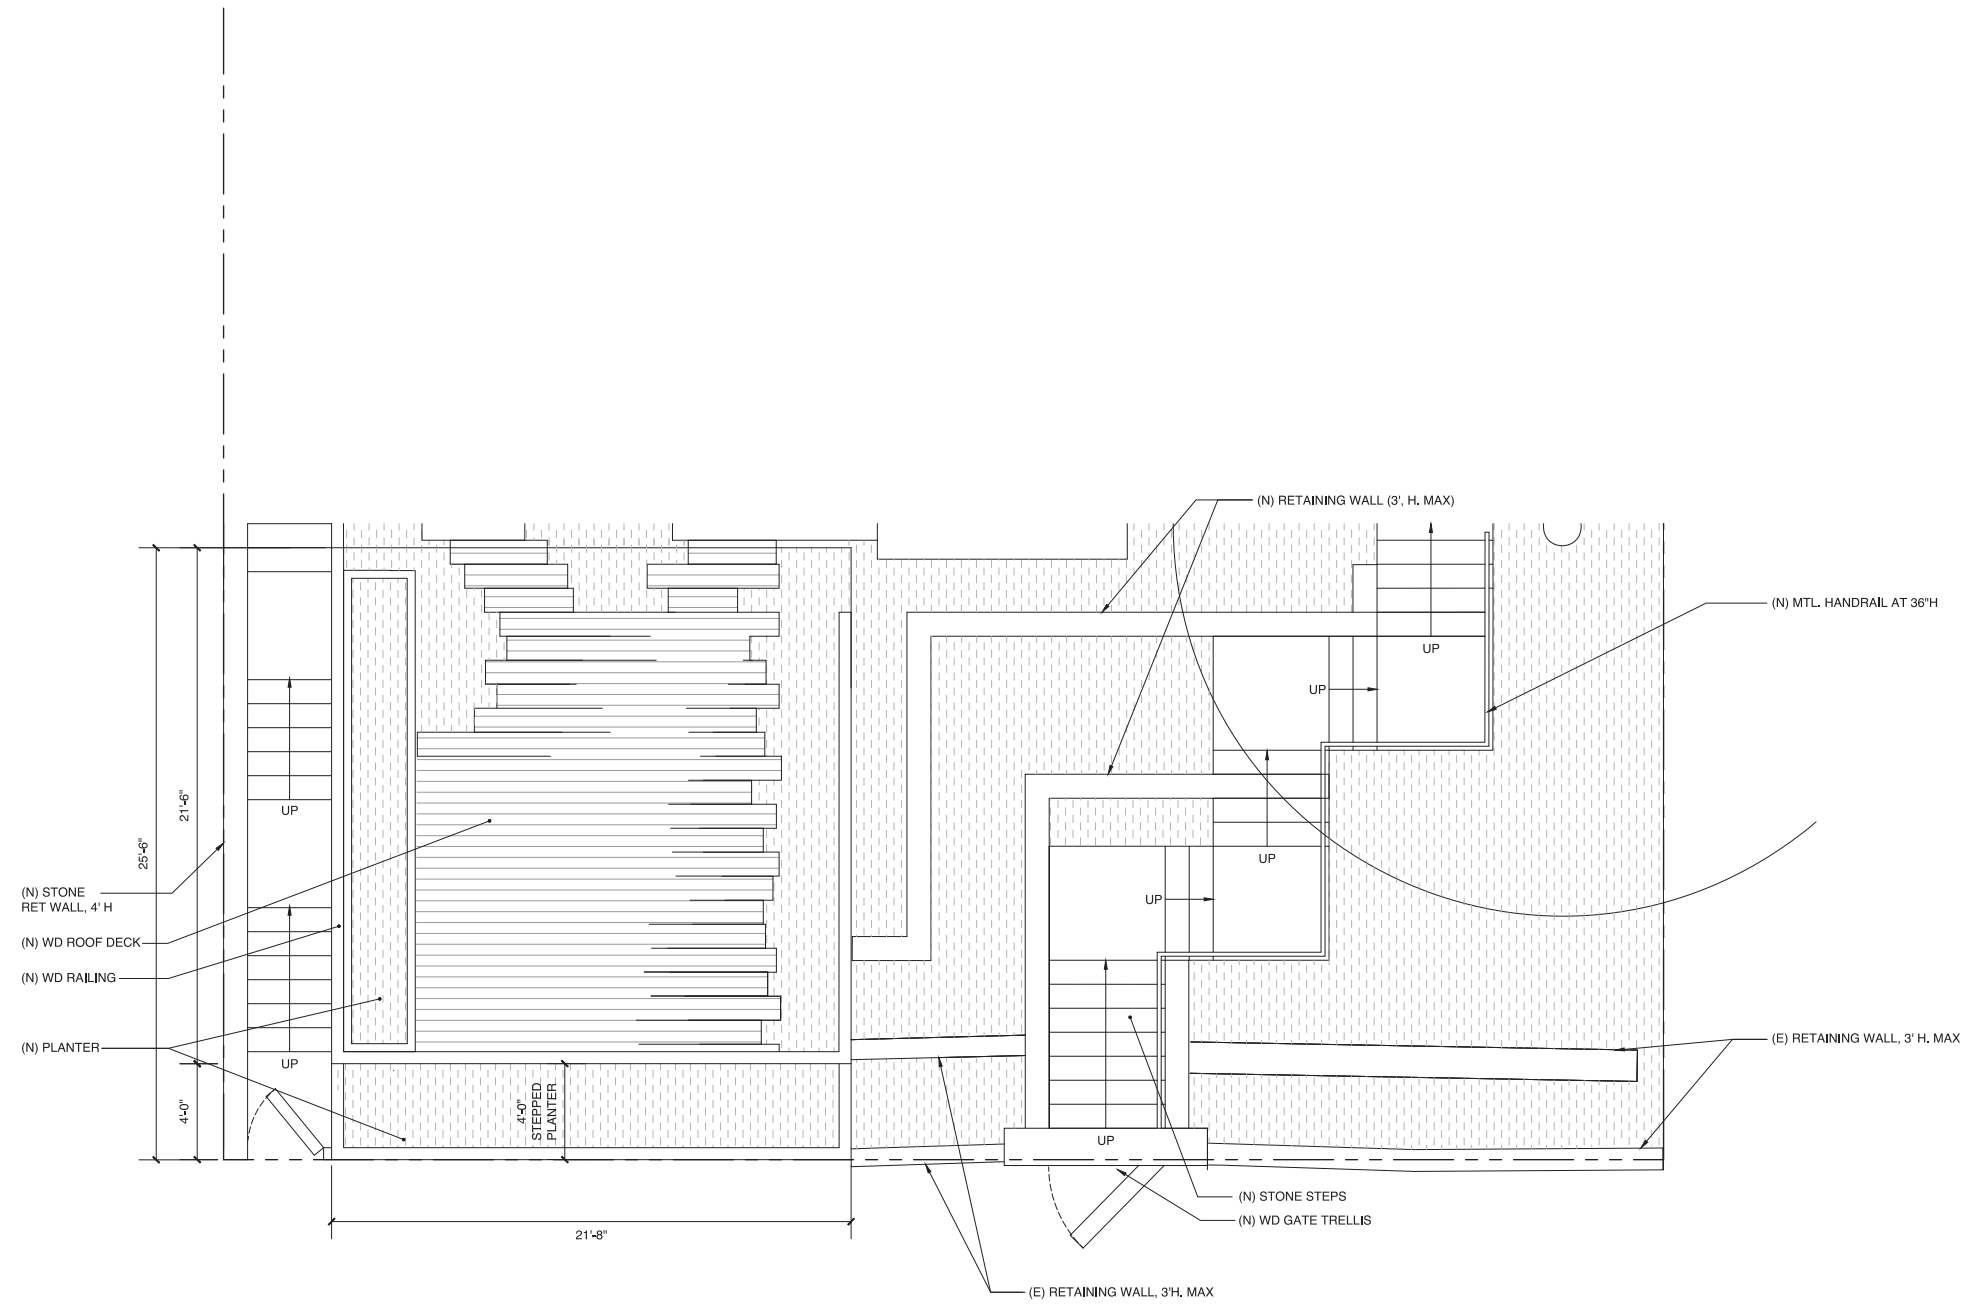 (N) RETAINING WALL (3', H. MAX)
(N) MTL. HANDRAIL AT 36"H
UP
UP
21'-6"
UP
25'-6"
UP
(N) STONE
RET WALL, 4' H
UP
(N) WD ROOF DECK
(N) WD RAILING
(N) PLANTER
(E) RETAINING WALL, 3' H. MAX
UP
4'-0"
4'-0"
STEPPED
PLANTER
UP
(N) STONE STEPS
(N) WD GATE TRELLIS
21'-8"
(E) RETAINING WALL, 3'H. MAX